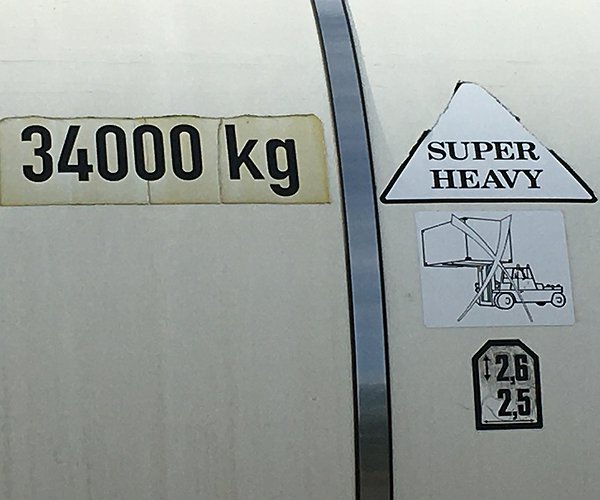 34000 kg
SUPER
HEAVY
2,6
2,5